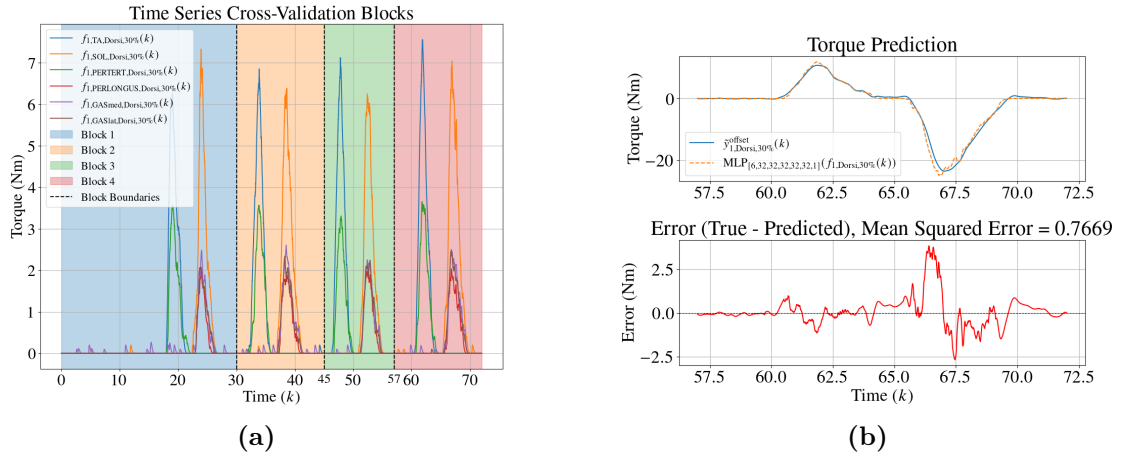 Time Series Cross-Validation Blocks
Torque (Nm)
7
6
5
4
3
2
1
0
f1,TA,Dorsi,30%(k)
f1,SOL,Dorsi,30%(k)
f1,PERTERT,Dorsi,30%(k)
f1,PERLONGUS,Dorsi,30%(k)
f1,GASmed,Dorsi,30%(k)
f1,GASlat,Dorsi,30%(k)
Block 1
Block 2
Block 3
Block 4
Block Boundaries
0 10 20 30 40 45 50 57 60 70
Time (k)
(a)
Torque Prediction
Torque (Nm)
0
−20
ỹ1,Dorsi,30%^offset(k)
MLP[6,32,32,32,32,32,1](f1,Dorsi,30%(k))
57.5 60.0 62.5 65.0 67.5 70.0 72.5
Error (True - Predicted), Mean Squared Error = 0.7669
Error (Nm)
2.5
0.0
−2.5
57.5 60.0 62.5 65.0 67.5 70.0 72.5
Time (k)
(b)